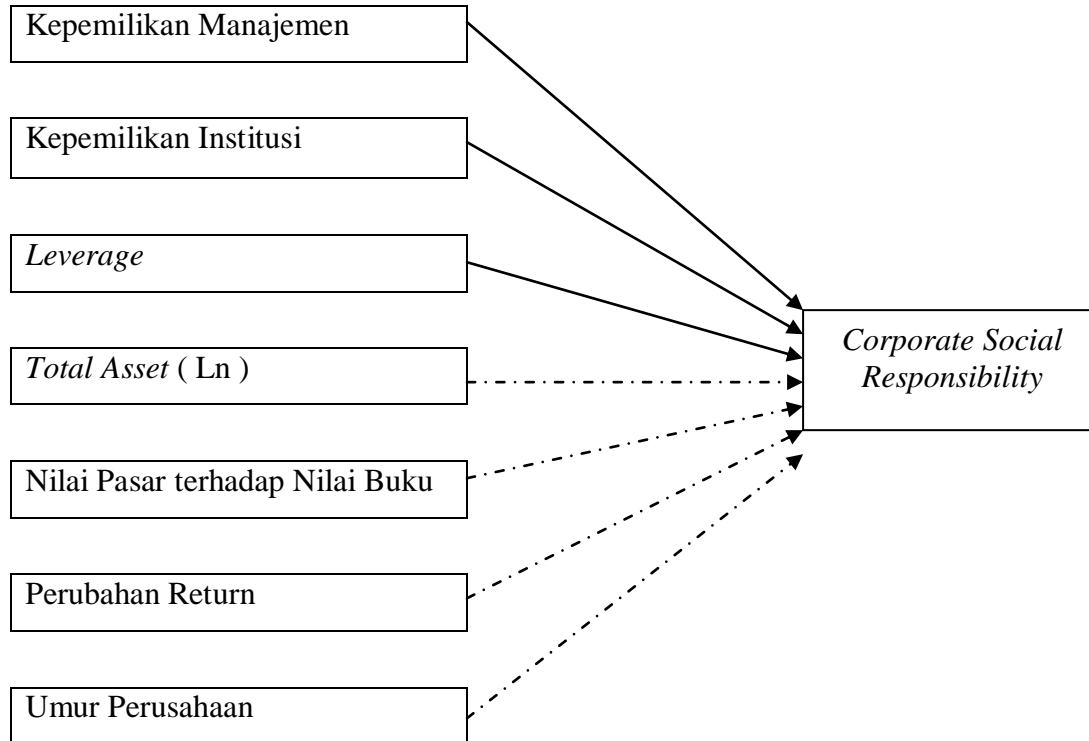 Kepemilikan Manajemen
Kepemilikan Institusi
Leverage
Total Asset ( Ln )
Nilai Pasar terhadap Nilai Buku
Perubahan Return
Umur Perusahaan
Corporate Social
Responsibility